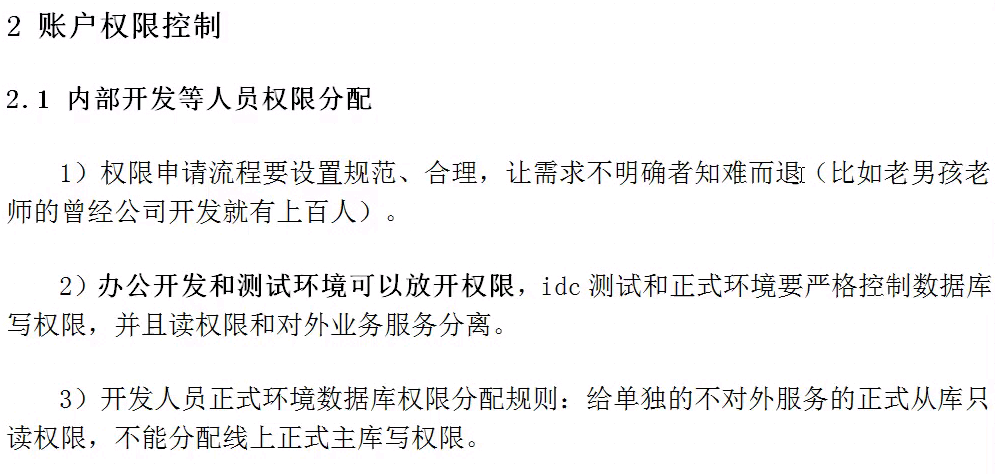 2 账户权限控制
2.1 内部开发等人员权限分配
1）权限申请流程要设置规范、合理，让需求不明确者知难而退（比如老男孩老
师的曾经公司开发就有上百人）。
2）办公开发和测试环境可以放开权限，idc 测试和正式环境要严格控制数据库
写权限，并且读权限和对外业务服务分离。
3）开发人员正式环境数据库权限分配规则：给单独的不对外服务的正式从库只
读权限，不能分配线上正式主库写权限。